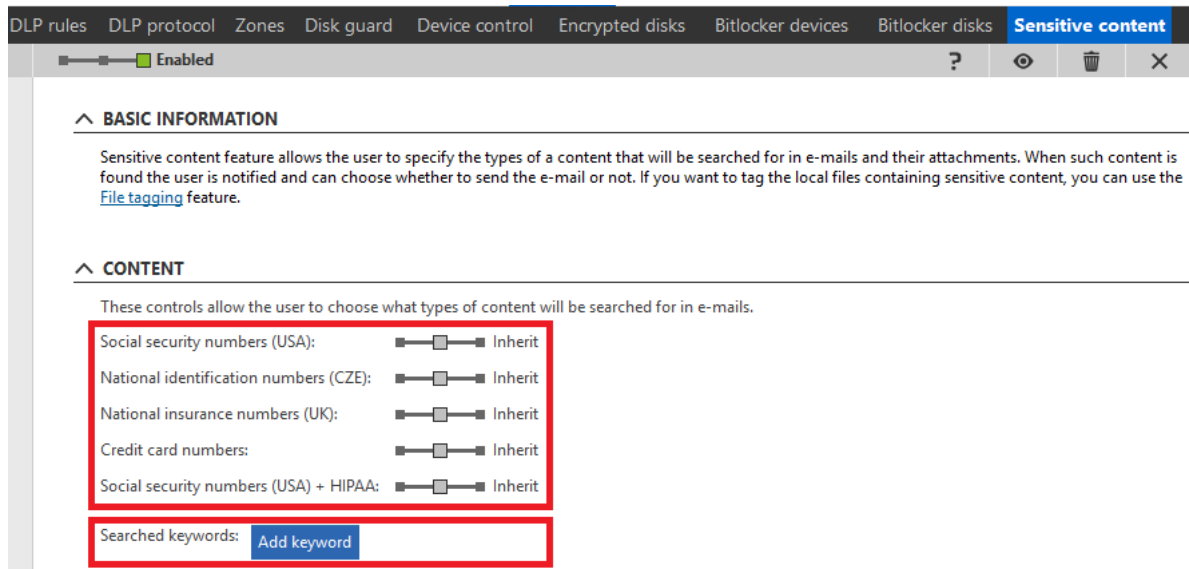 DLP rules DLP protocol Zones Disk guard Device control Encrypted disks Bitlocker devices Bitlocker disks Sensitive content
Enabled ?
BASIC INFORMATION
Sensitive content feature allows the user to specify the types of a content that will be searched for in e-mails and their attachments. When such content is
found the user is notified and can choose whether to send the e-mail or not. If you want to tag the local files containing sensitive content, you can use the
File tagging feature.
CONTENT
These controls allow the user to choose what types of content will be searched for in e-mails.
Social security numbers (USA): Inherit
National identification numbers (CZE): Inherit
National insurance numbers (UK): Inherit
Credit card numbers: Inherit
Social security numbers (USA) + HIPAA: Inherit
Searched keywords: Add keyword